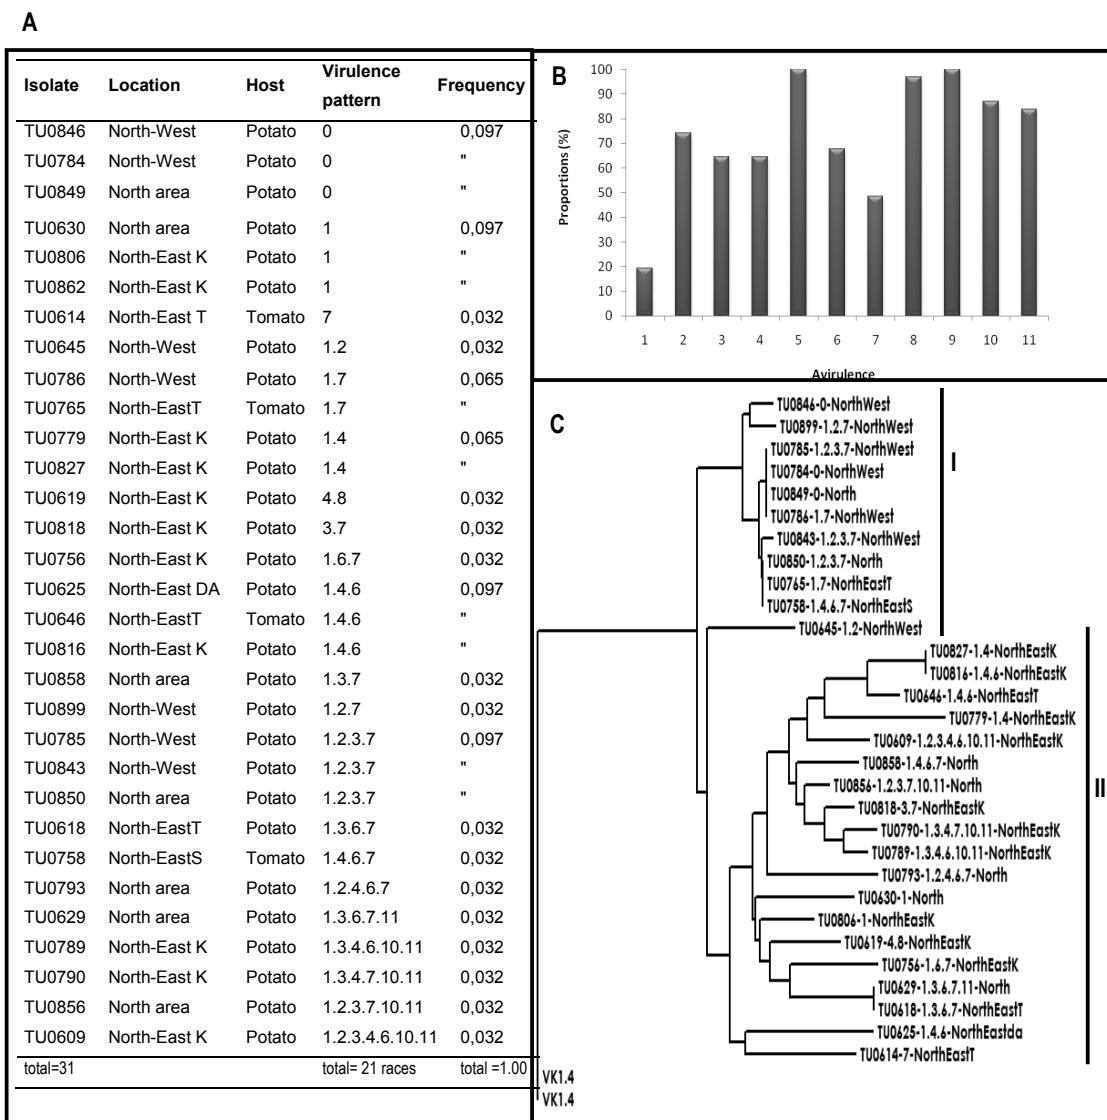 A
Isolate Location Host Virulence pattern Frequency
TU0846 North-West Potato 0 0,097
TU0784 North-West Potato 0 "
TU0849 North area Potato 0 "
TU0630 North area Potato 1 0,097
TU0806 North-East K Potato 1 "
TU0862 North-East K Potato 1 "
TU0614 North-East T Tomato 7 0,032
TU0645 North-West Potato 1.2 0,032
TU0786 North-West Potato 1.7 0,065
TU0765 North-EastT Tomato 1.7 "
TU0779 North-East K Potato 1.4 0,065
TU0827 North-East K Potato 1.4 "
TU0619 North-East K Potato 4.8 0,032
TU0818 North-East K Potato 3.7 0,032
TU0756 North-East K Potato 1.6.7 0,032
TU0625 North-East DA Potato 1.4.6 0,097
TU0646 North-EastT Tomato 1.4.6 "
TU0816 North-East K Potato 1.4.6 "
TU0858 North area Potato 1.3.7 0,032
TU0899 North-West Potato 1.2.7 0,032
TU0785 North-West Potato 1.2.3.7 0,097
TU0843 North-West Potato 1.2.3.7 "
TU0850 North area Potato 1.2.3.7 "
TU0618 North-EastT Potato 1.3.6.7 0,032
TU0758 North-EastS Tomato 1.4.6.7 0,032
TU0793 North area Potato 1.2.4.6.7 0,032
TU0629 North area Potato 1.3.6.7.11 0,032
TU0789 North-East K Potato 1.3.4.6.10.11 0,032
TU0790 North-East K Potato 1.3.4.7.10.11 0,032
TU0856 North area Potato 1.2.3.7.10.11 0,032
TU0609 North-East K Potato 1.2.3.4.6.10.11 0,032
total=31 total= 21 races total =1.00
B
Proportions (%)
100
90
80
70
60
50
40
30
20
10
0
1 2 3 4 5 6 7 8 9 10 11
Avirulence
C
TU0846-0-NorthWest
TU0899-1.2.7-NorthWest
TU0785-1.2.3.7-NorthWest
TU0784-0-NorthWest
TU0849-0-North
TU0786-1.7-NorthWest
TU0843-1.2.3.7-NorthWest
TU0850-1.2.3.7-North
TU0765-1.7-NorthEastT
TU0758-1.4.6.7-NorthEastS
TU0645-1.2-NorthWest
I
TU0827-1.4-NorthEastK
TU0816-1.4.6-NorthEastK
TU0646-1.4.6-NorthEastT
TU0779-1.4-NorthEastK
TU0609-1.2.3.4.6.10.11-NorthEastK
TU0858-1.4.6.7-North
TU0856-1.2.3.7.10.11-North
TU0818-3.7-NorthEastK
TU0790-1.3.4.7.10.11-NorthEastK
TU0789-1.3.4.6.10.11-NorthEastK
TU0793-1.2.4.6.7-North
TU0630-1-North
TU0806-1-NorthEastK
TU0619-4.8-NorthEastK
TU0756-1.6.7-NorthEastK
TU0629-1.3.6.7.11-North
TU0618-1.3.6.7-NorthEastT
TU0625-1.4.6-NorthEastda
TU0614-7-NorthEastT
II
VK1.4
VK1.4